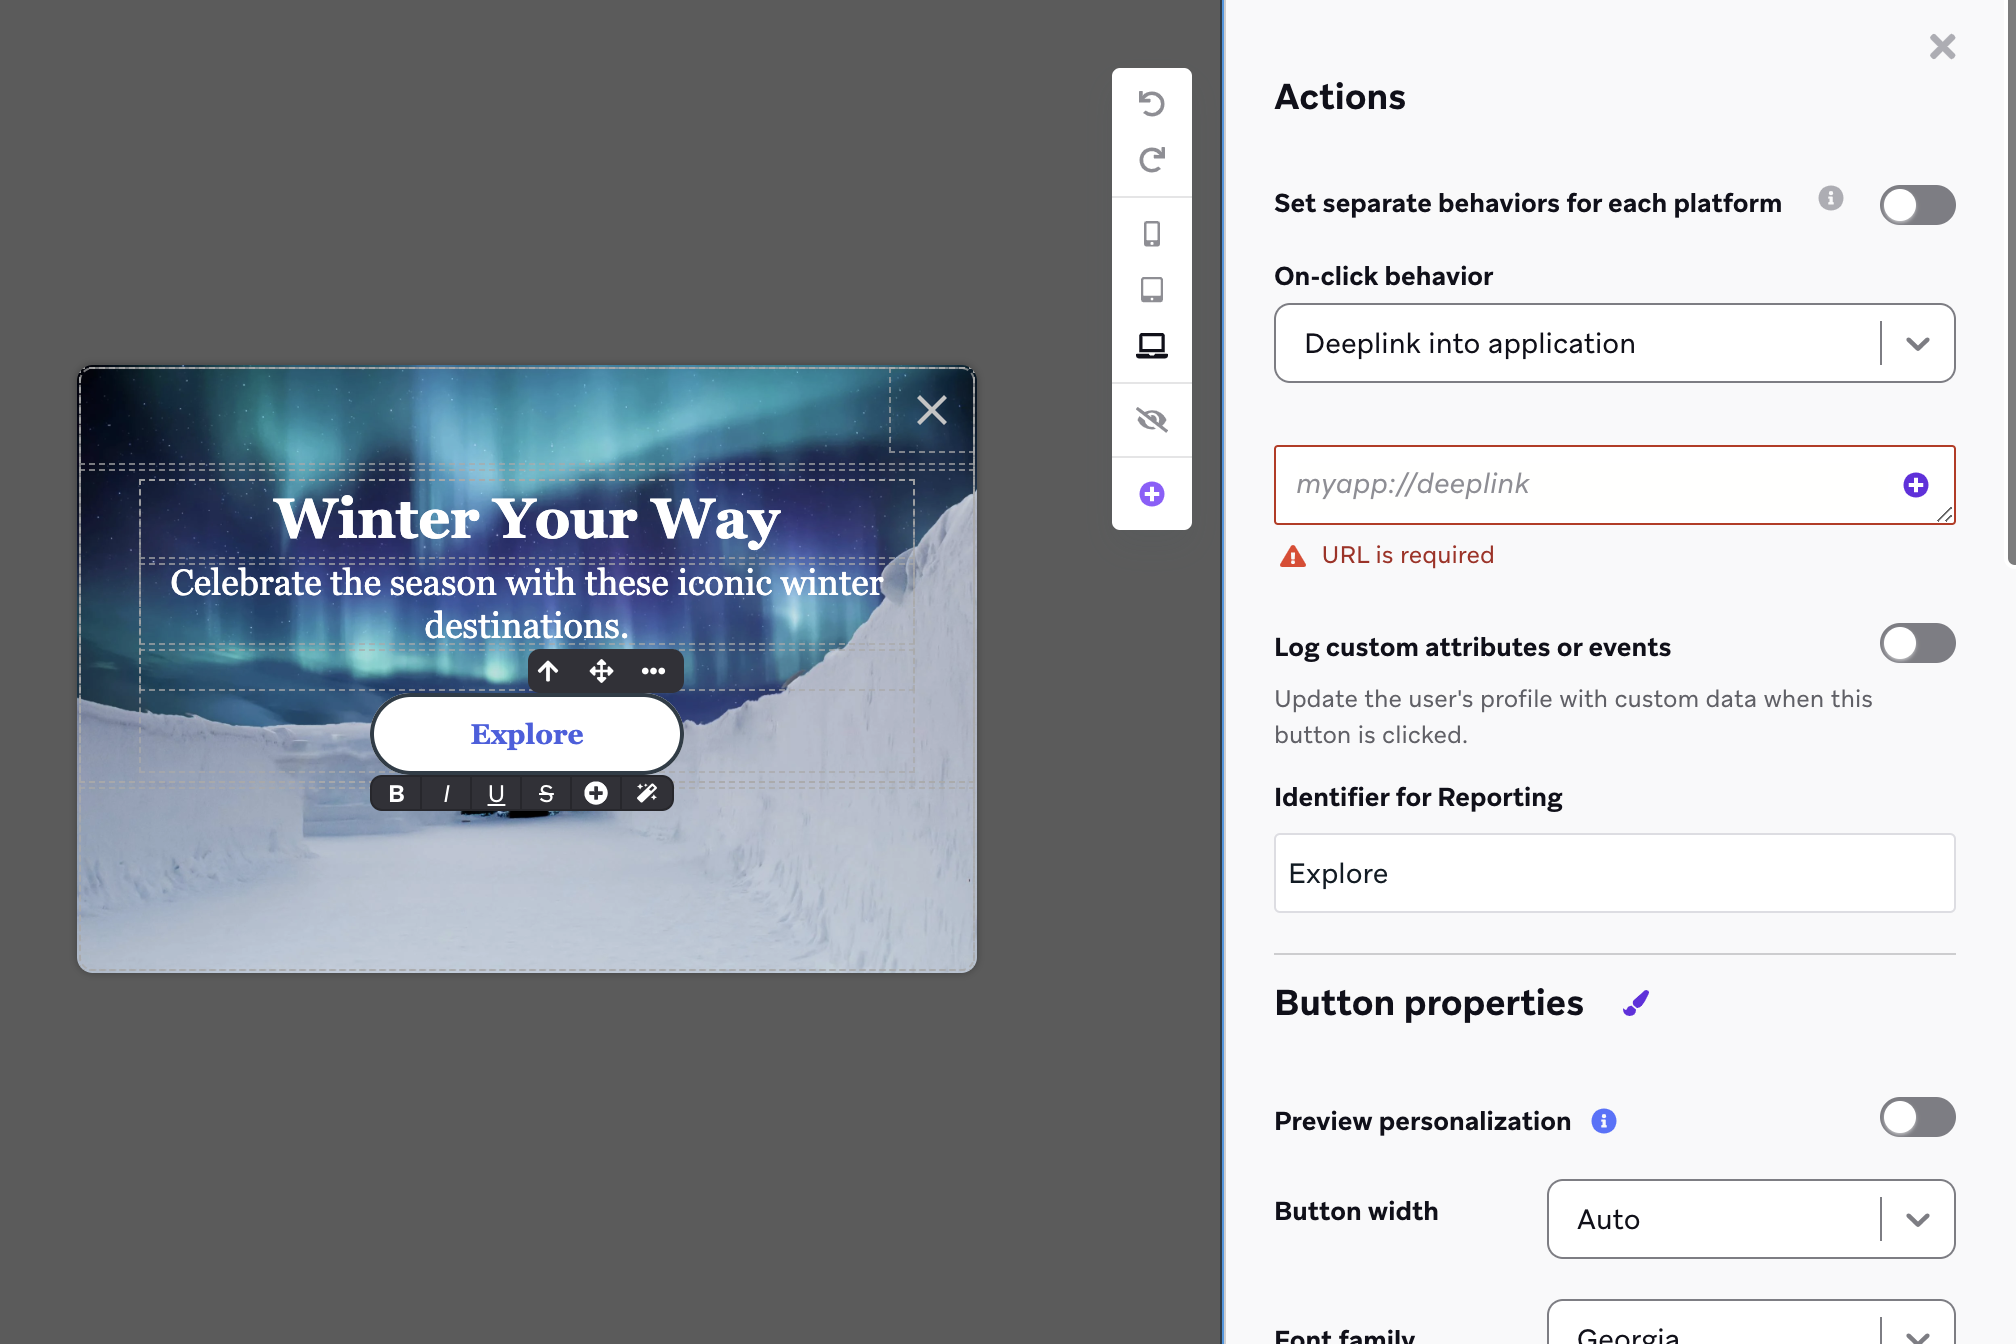 Winter Your Way
Celebrate the season with these iconic winter
destinations.
Explore
B I U S
Actions
Set separate behaviors for each platform
On-click behavior
Deeplink into application
myapp://deeplink
URL is required
Log custom attributes or events
Update the user's profile with custom data when this
button is clicked.
Identifier for Reporting
Explore
Button properties
Preview personalization
Button width
Auto
Font family
Georgia